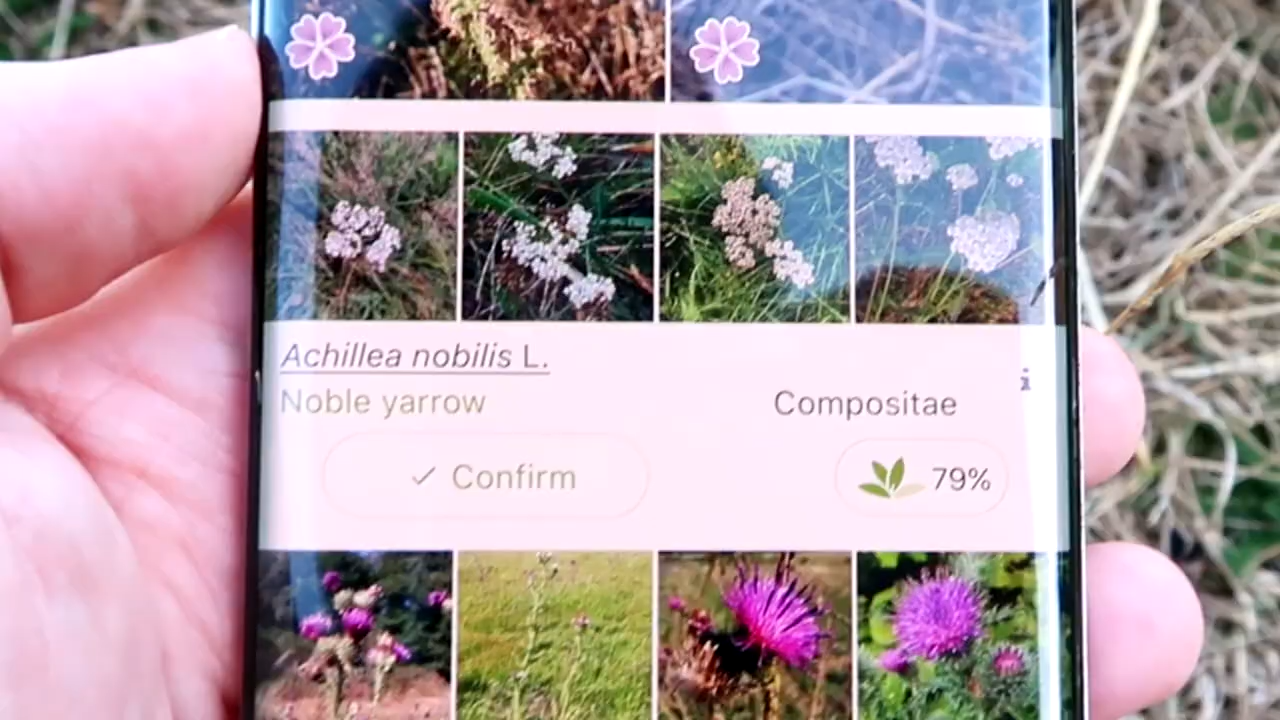 Achillea nobilis L.
Noble yarrow
Compositae
✓ Confirm
79%